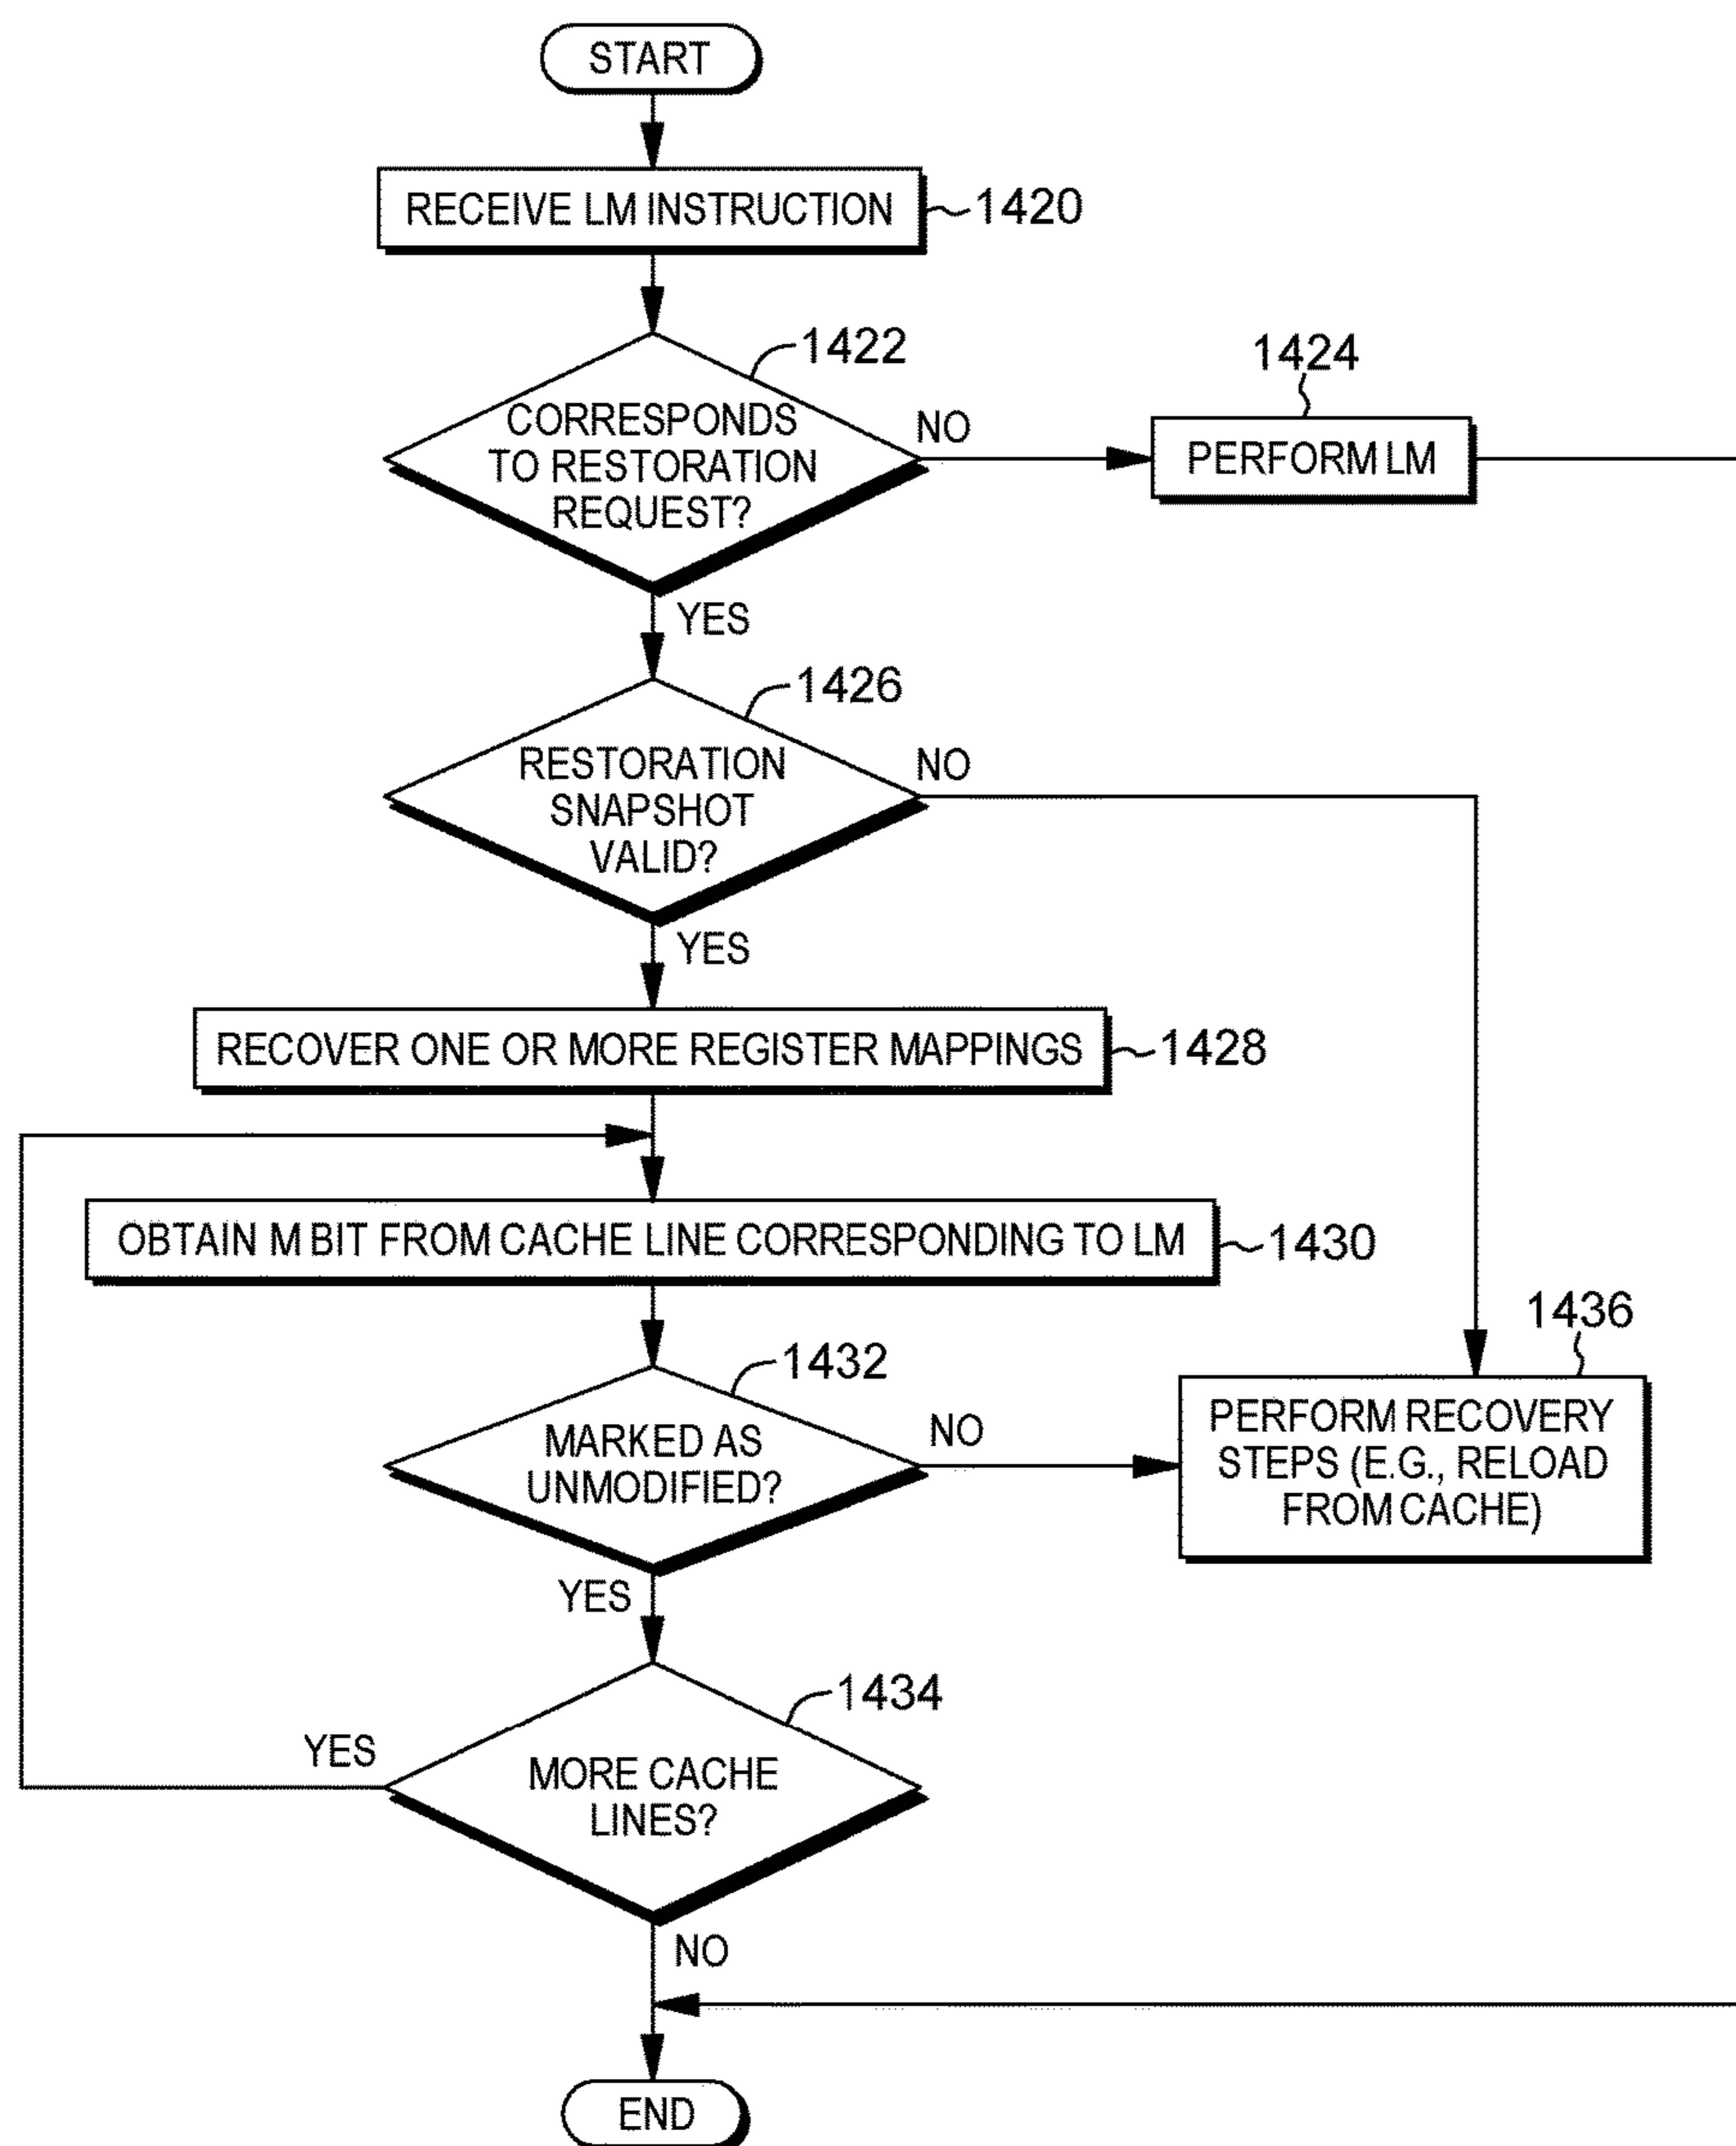 START
RECEIVE LM INSTRUCTION
1420
1422
CORRESPONDS
TO RESTORATION
REQUEST?
NO
1424
PERFORM LM
YES
1426
RESTORATION
SNAPSHOT
VALID?
NO
YES
RECOVER ONE OR MORE REGISTER MAPPINGS
1428
OBTAIN M BIT FROM CACHE LINE CORRESPONDING TO LM
1430
1432
MARKED AS
UNMODIFIED?
NO
1436
PERFORM RECOVERY
STEPS (E.G., RELOAD
FROM CACHE)
YES
1434
MORE CACHE
LINES?
YES
NO
END